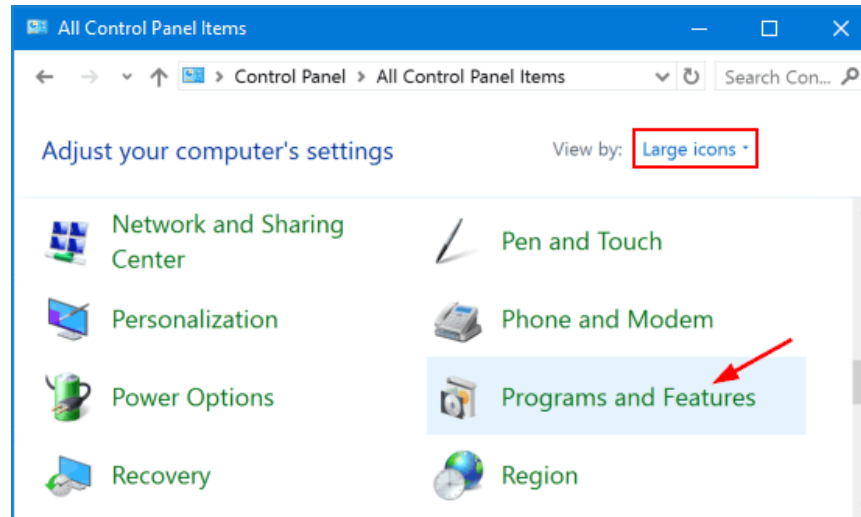 All Control Panel Items
Control Panel > All Control Panel Items
Search Con...
Adjust your computer's settings
View by: Large icons
Network and Sharing
Center
Pen and Touch
Personalization
Phone and Modem
Power Options
Programs and Features
Recovery
Region